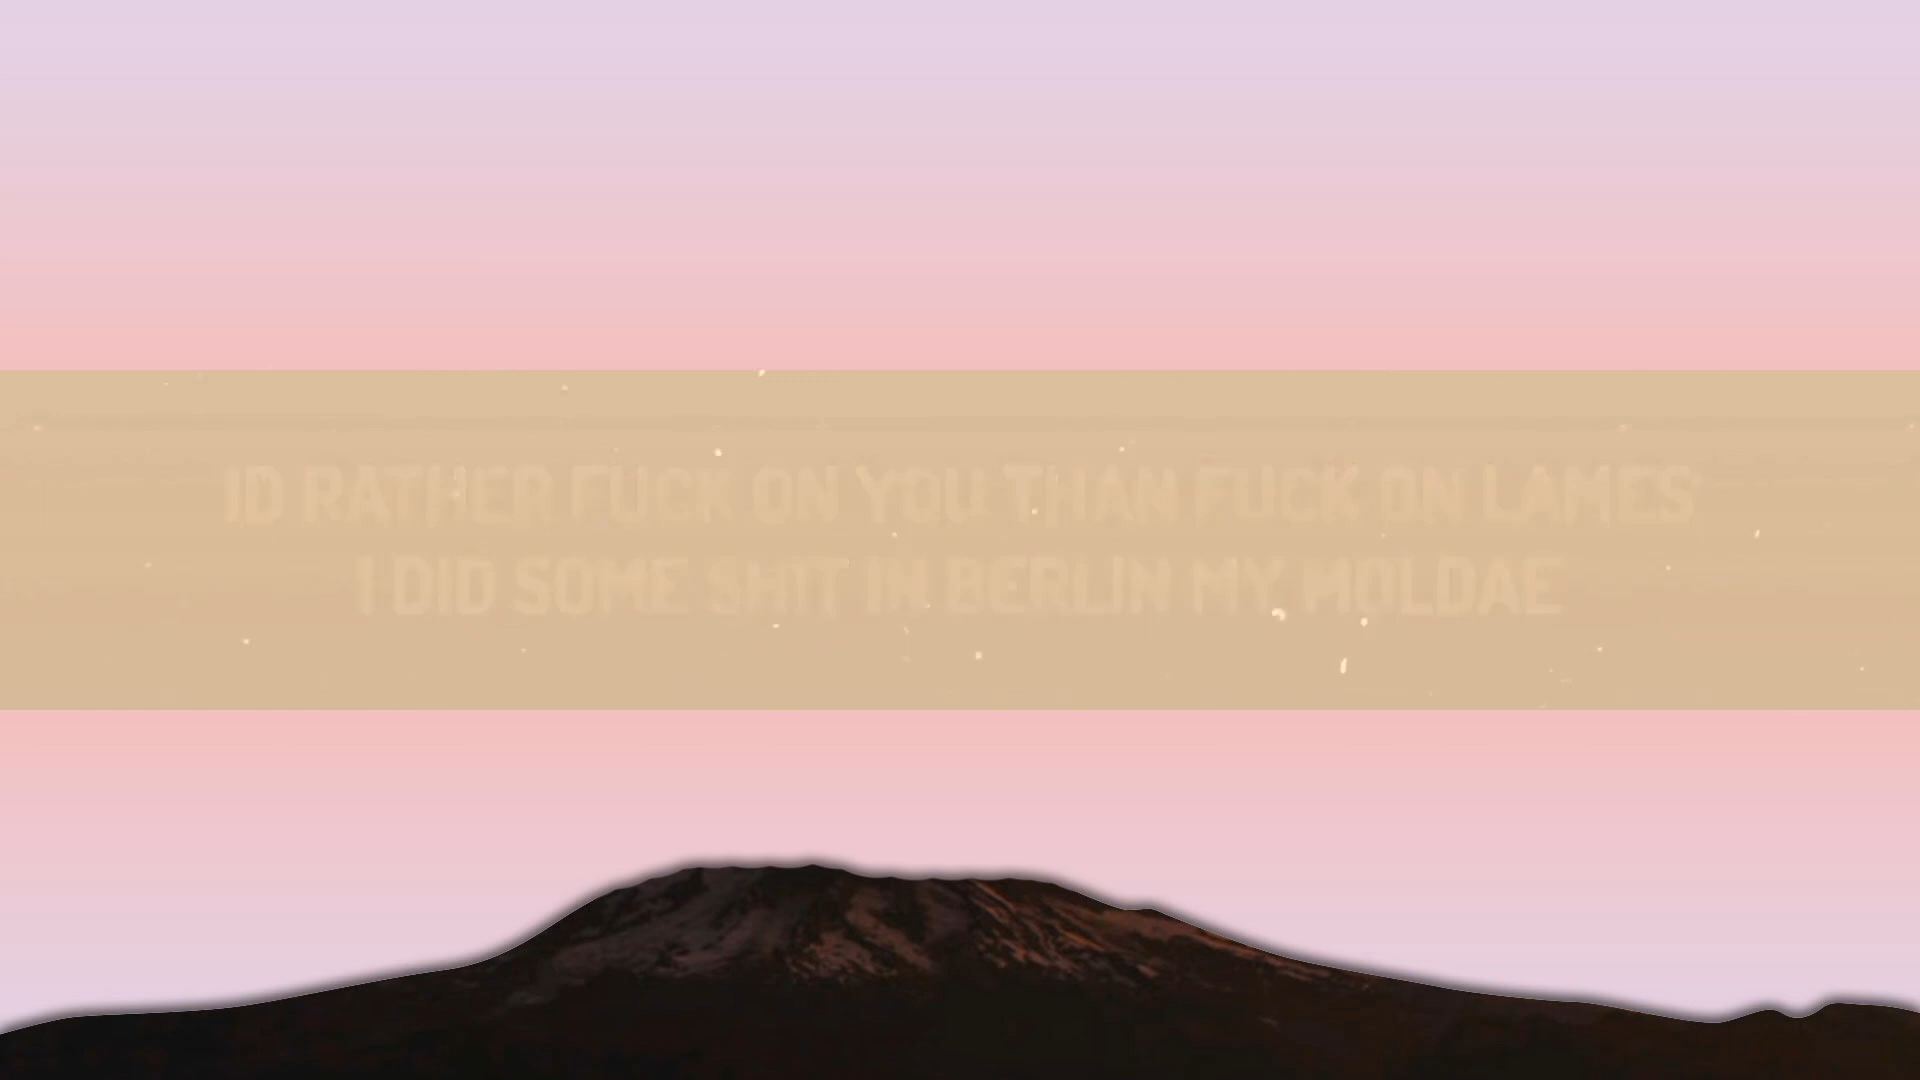 ID RATHER FUCK ON YOU THAN FUCK ON LAMES
I DID SOME SHIT IN BERLIN MY MOLDAE